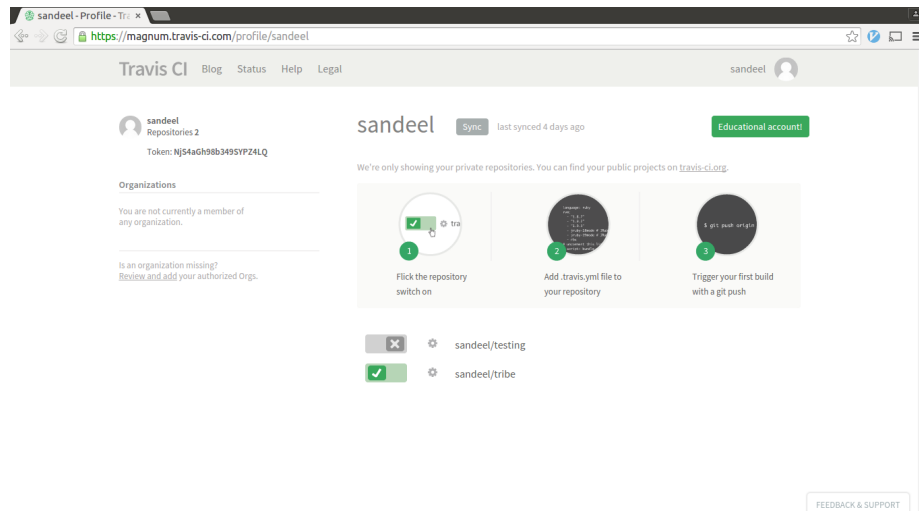 sandeel - Profile - Tra
https://magnum.travis-ci.com/profile/sandeel
Travis CI Blog Status Help Legal sandeel
sandeel
Repositories 2
Token: NjS4aGh98b349SYPZ4LQ
Organizations
You are not currently a member of
any organization.
Is an organization missing?
Review and add your authorized Orgs.
sandeel Sync last synced 4 days ago Educational account!
We're only showing your private repositories. You can find your public projects on travis-ci.org.
tra
1
2
$ git push origin
3
Flick the repository
switch on
Add .travis.yml file to
your repository
Trigger your first build
with a git push
sandeel/testing
sandeel/tribe
FEEDBACK & SUPPORT